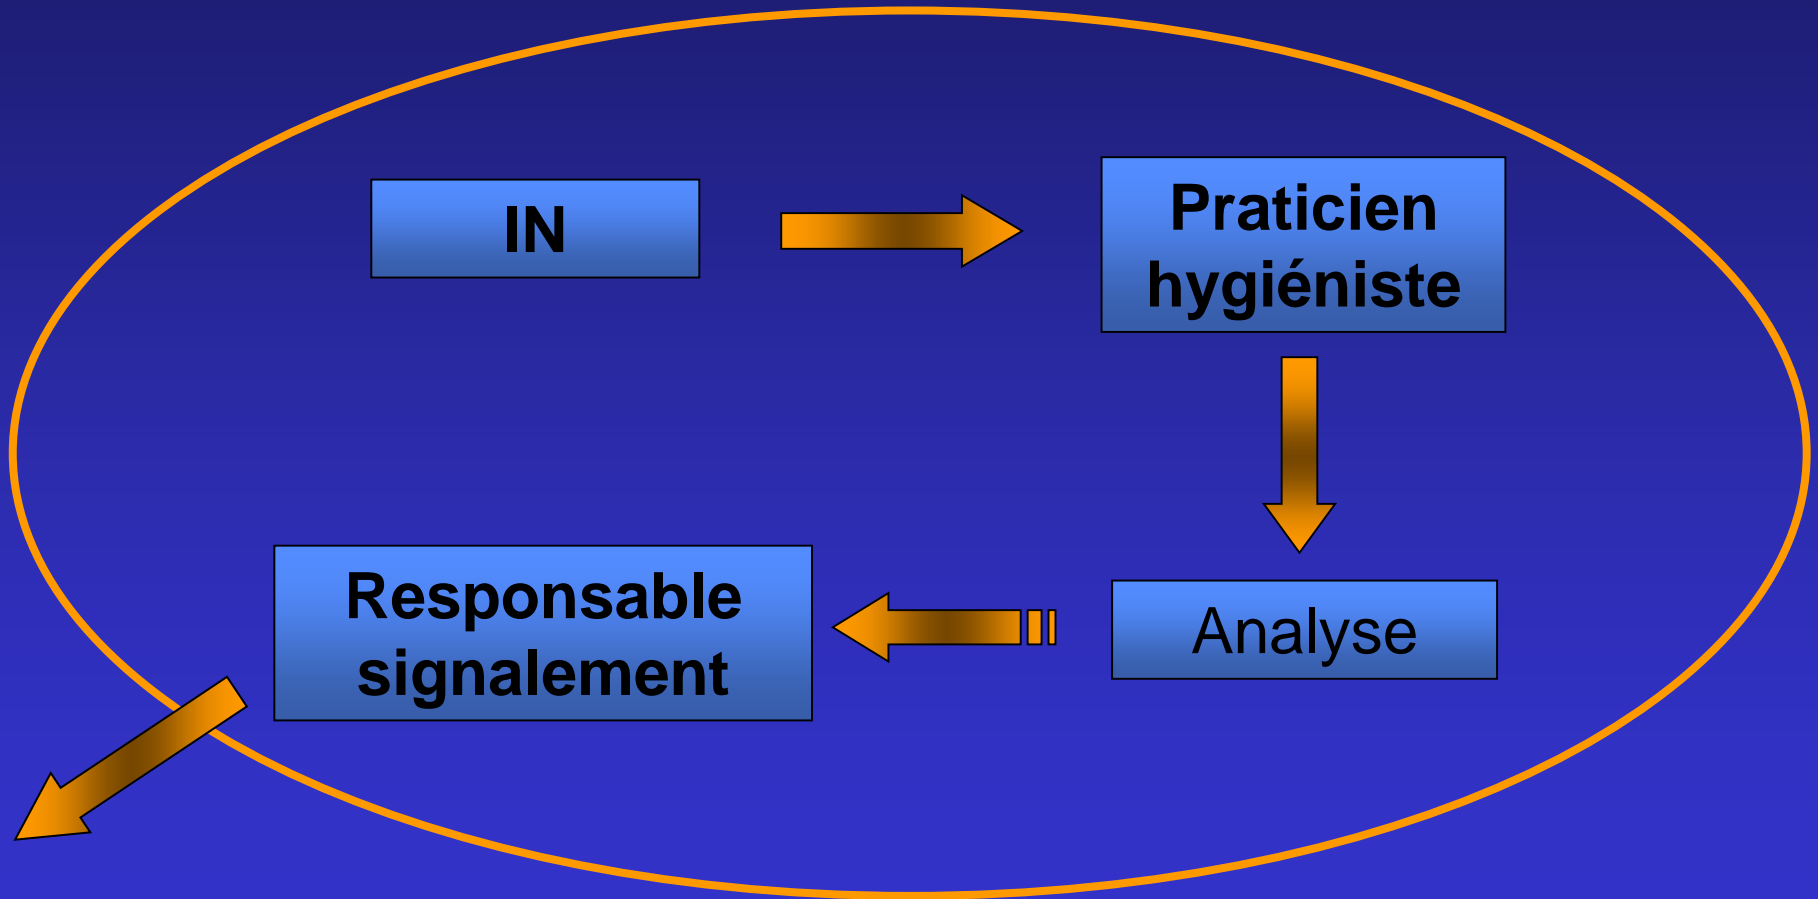 IN
Praticien
hygiéniste
Analyse
Responsable
signalement